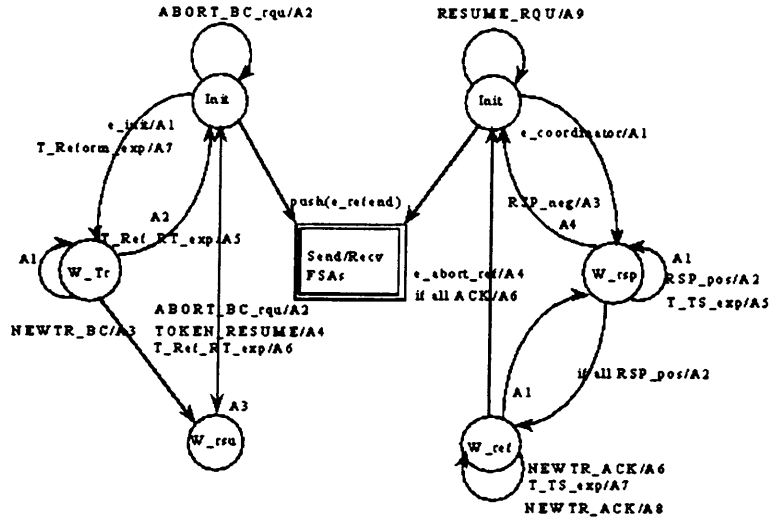 ABORT_BC_rqu/A2
RESUME_RQU/A9
Init
Init
e_init/A1
T_Reform_exp/A7
e_coordinator/A1
push(e_refend)
RSP_neg/A3
A4
A2
T_Ref_RT_exp/A5
A1
W_Tr
Send/Recv
FSAs
e_abort_ref/A4
if all ACK/A6
W_rsp
A1
RSP_pos/A2
T_TS_exp/A5
NEWTR_BC/A3
ABORT_BC_rqu/A2
TOKEN_RESUME/A4
T_Ref_RT_exp/A6
if all RSP_pos/A2
A1
A3
W_rsu
W_ref
NEWTR_ACK/A6
T_TS_exp/A7
NEWTR_ACK/A8